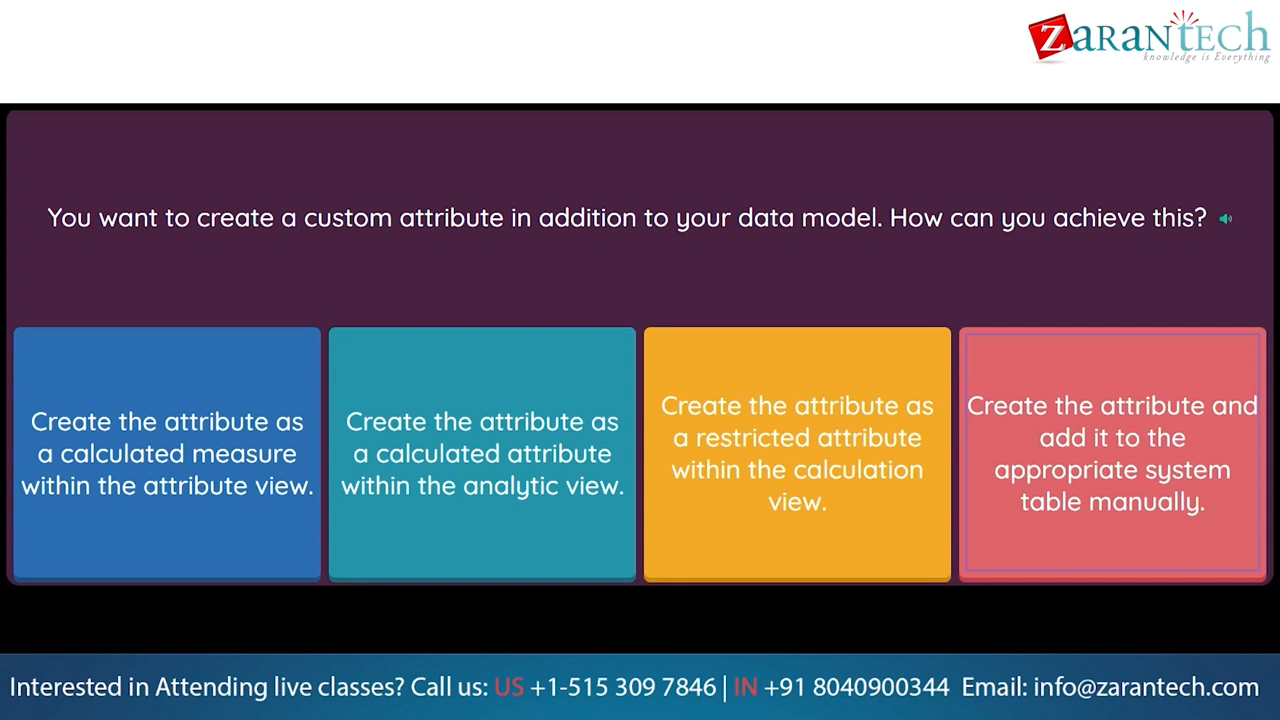 ZARANTECH
knowledge is Everything
You want to create a custom attribute in addition to your data model. How can you achieve this?
Create the attribute as
a calculated measure
within the attribute view.
Create the attribute as
a calculated attribute
within the analytic view.
Create the attribute as
a restricted attribute
within the calculation
view.
Create the attribute and
add it to the
appropriate system
table manually.
Interested in Attending live classes? Call us: US +1-515 309 7846 | IN +91 8040900344 Email: info@zarantech.com